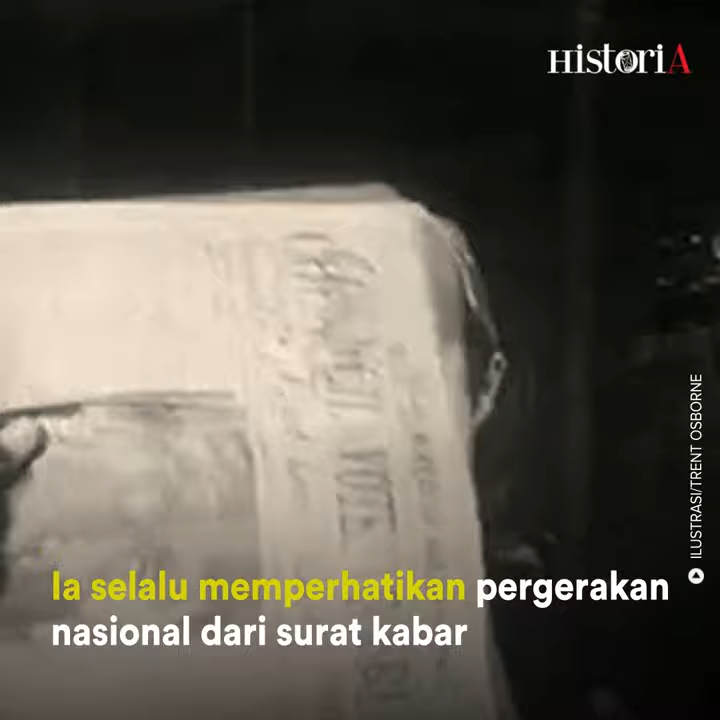 HistoriA
Ia selalu memperhatikan pergerakan
nasional dari surat kabar
ILUSTRASI/TRENT OSBORNE